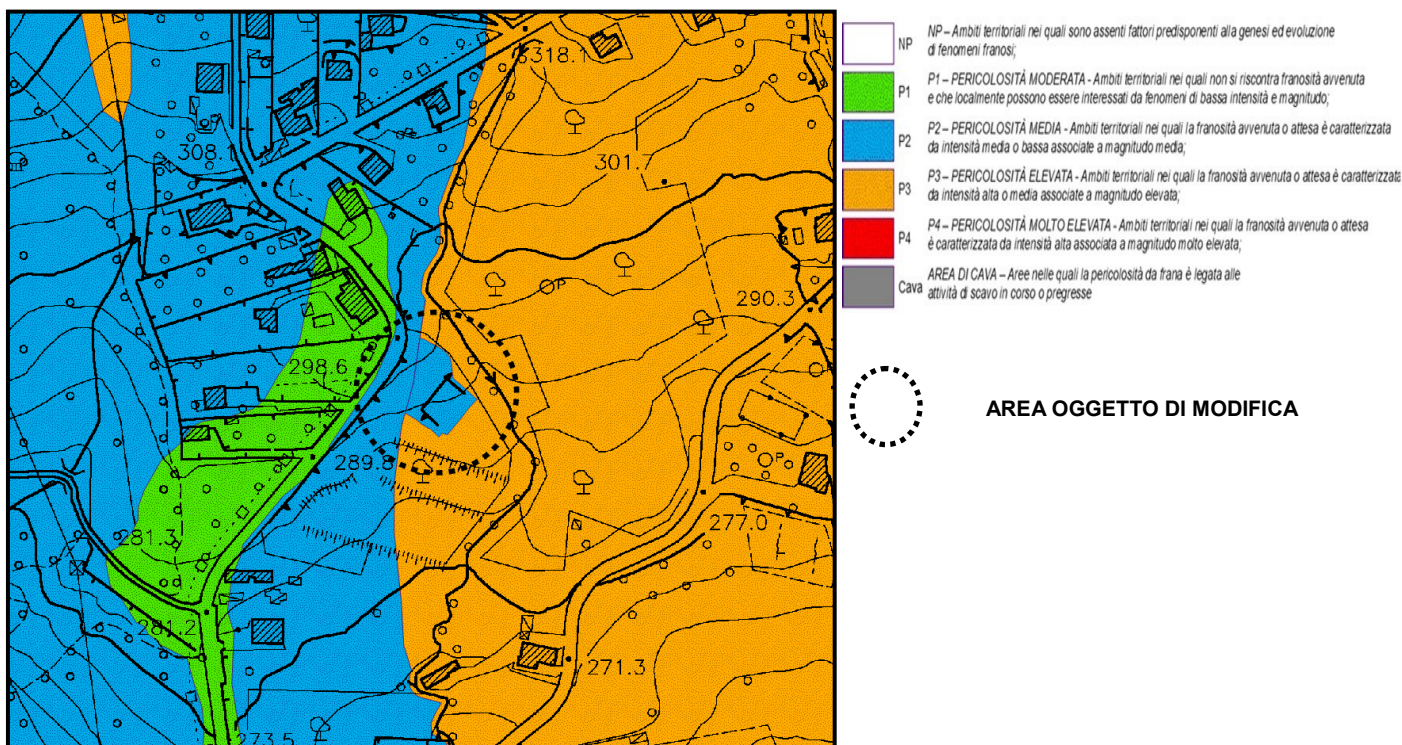 318.1
308.1
301.7
290.3
298.6
289.8
281.3
277.0
281.2
271.3
273.5
P
P
NP
NP – Ambiti territoriali nei quali sono assenti fattori predisponenti alla genesi ed evoluzione
di fenomeni franosi;
P1
P1 – PERICOLOSITÀ MODERATA - Ambiti territoriali nei quali non si riscontra franosità avvenuta
e che localmente possono essere interessati da fenomeni di bassa intensità e magnitudo;
P2
P2 – PERICOLOSITÀ MEDIA - Ambiti territoriali nei quali la franosità avvenuta o attesa è caratterizzata
da intensità media o bassa associate a magnitudo media;
P3
P3 – PERICOLOSITÀ ELEVATA - Ambiti territoriali nei quali la franosità avvenuta o attesa è caratterizzata
da intensità alta o media associate a magnitudo elevata;
P4
P4 – PERICOLOSITÀ MOLTO ELEVATA - Ambiti territoriali nei quali la franosità avvenuta o attesa
è caratterizzata da intensità alta associata a magnitudo molto elevata;
Cava
AREA DI CAVA – Aree nelle quali la pericolosità da frana è legata alle
attività di scavo in corso o pregresse
AREA OGGETTO DI MODIFICA